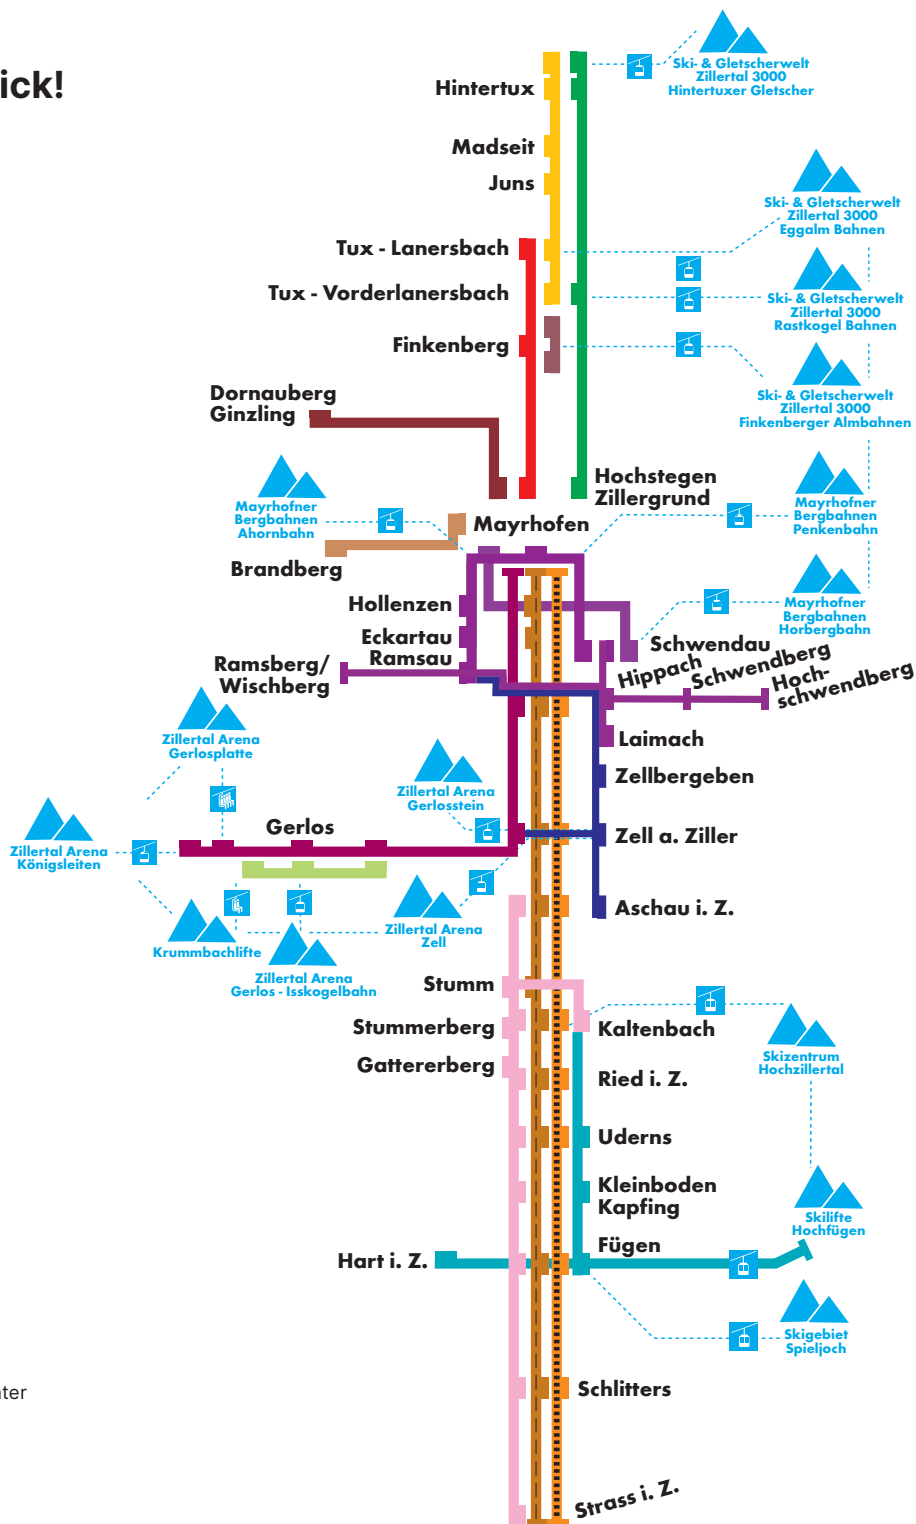 ick!
Ski- & Gletscherwelt
Zillertal 3000
Hintertuxer Gletscher
Hintertux
Madseit
Juns
Ski- & Gletscherwelt
Zillertal 3000
Eggalm Bahnen
Tux - Lanersbach
Tux - Vorderlanersbach
Ski- & Gletscherwelt
Zillertal 3000
Rastkogel Bahnen
Finkenberg
Ski- & Gletscherwelt
Zillertal 3000
Finkenberger Almbahnen
Dornauberg
Ginzling
Hochstegen
Zillergrund
Mayrhofner
Bergbahnen
Ahornbahn
Mayrhofner
Bergbahnen
Penkenbahn
Mayrhofen
Brandberg
Hollenzen
Mayrhofner
Bergbahnen
Horbergbahn
Eckartau
Ramsau
Schwendau
Ramsberg/
Wischberg
Hippach
Schwendberg
Hoch-
schwendberg
Zillertal Arena
Gerlosplatte
Laimach
Zellbergeben
Zillertal Arena
Gerlosstein
Gerlos
Zell a. Ziller
Zillertal Arena
Königsleiten
Aschau i. Z.
Zillertal Arena
Zell
Krummbachlifte
Zillertal Arena
Gerlos - Isskogelbahn
Stumm
Stummerberg
Kaltenbach
Gattererberg
Skizentrum
Hochzillertal
Ried i. Z.
Uderns
Kleinboden
Kapfing
Skilifte
Hochfügen
Fügen
Hart i. Z.
Skigebiet
Spieljoch
Schlitters
nter
Strass i. Z.